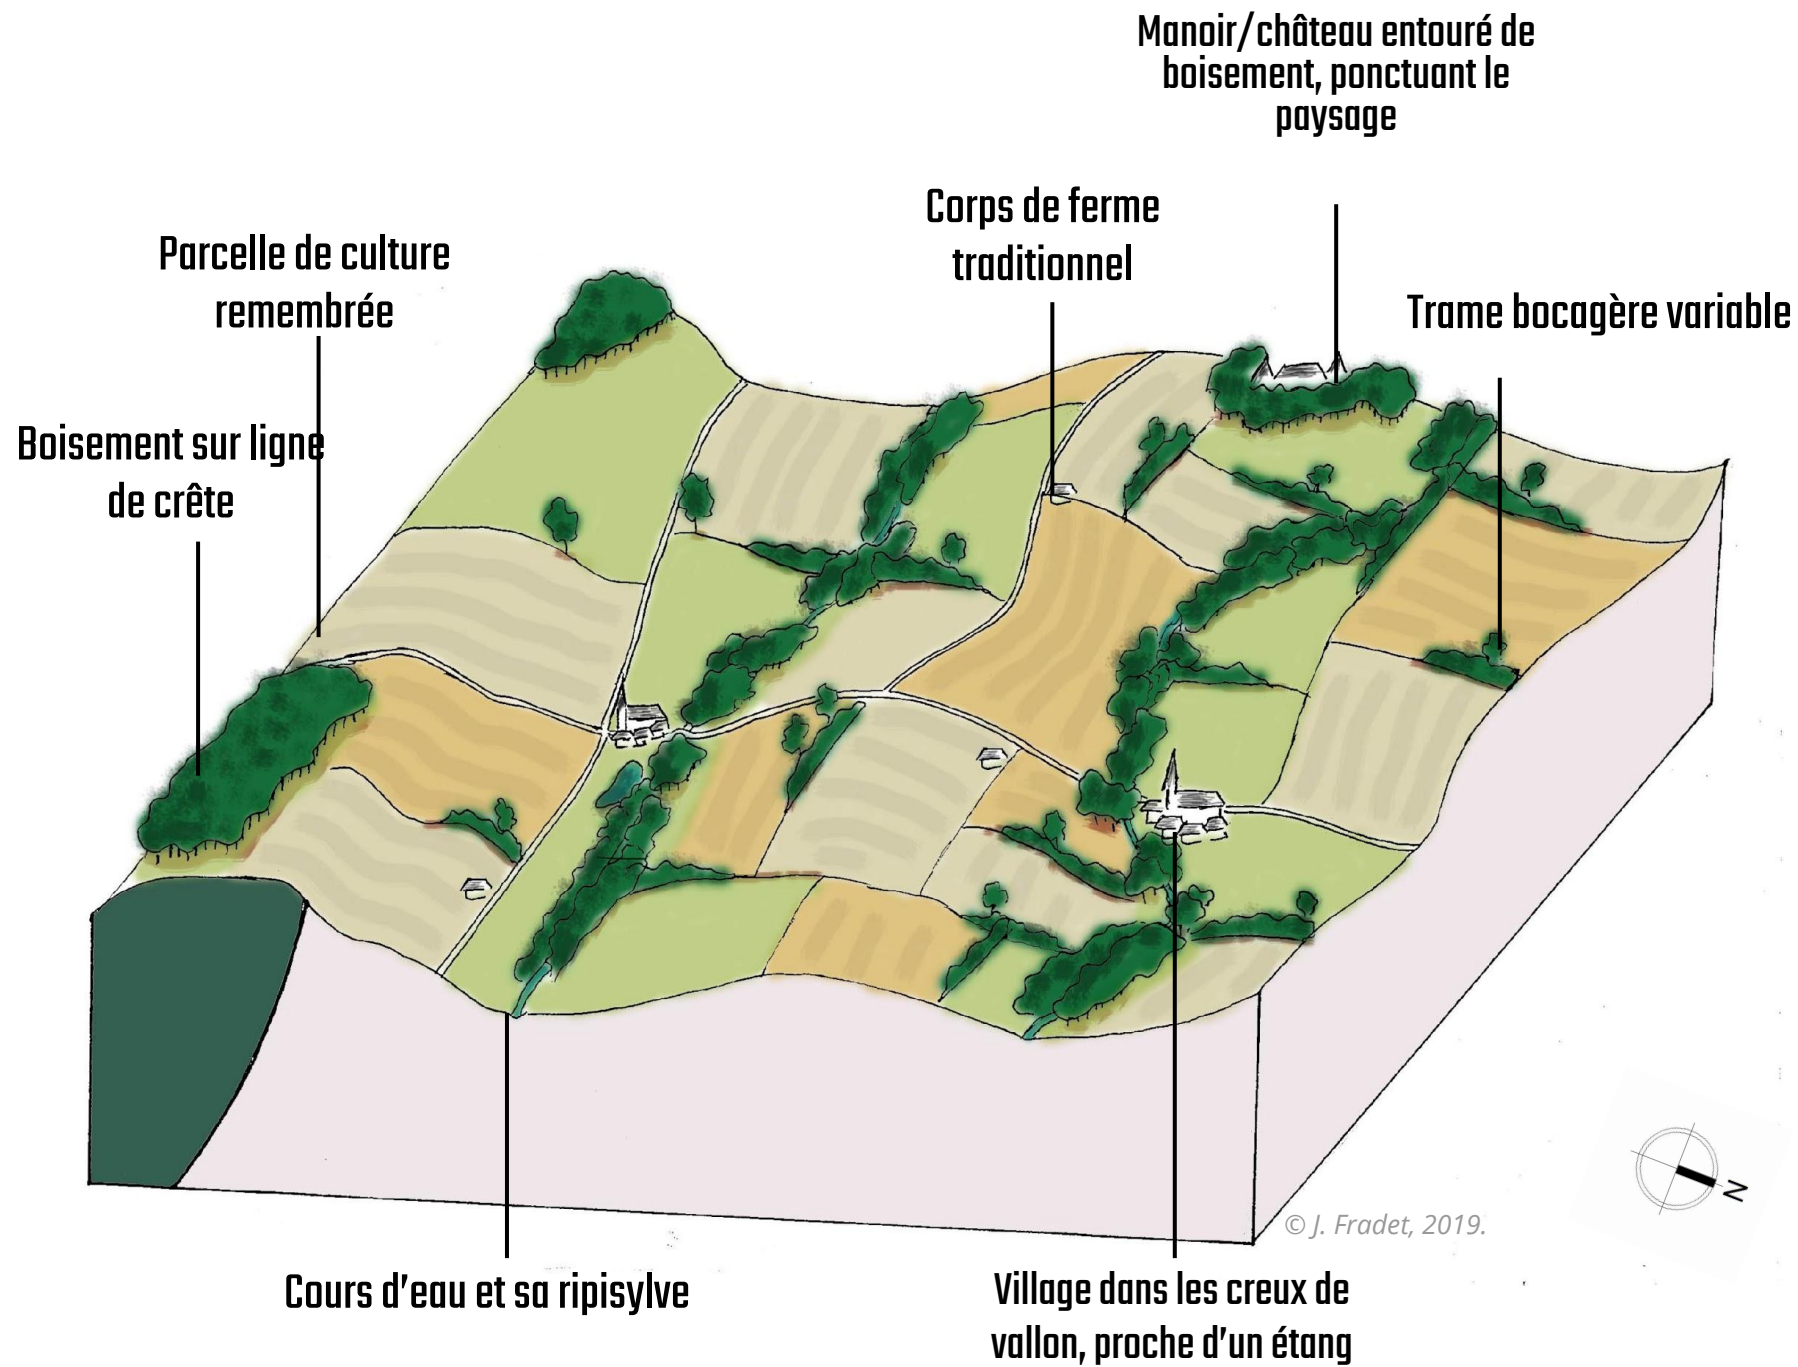 Manoir/château entouré de
boisement, ponctuant le
paysage
Corps de ferme
traditionnel
Parcelle de culture
remembrée
Trame bocagère variable
Boisement sur ligne
de crête
N
© J. Fradet, 2019.
Cours d'eau et sa ripisylve
Village dans les creux de
vallon, proche d'un étang